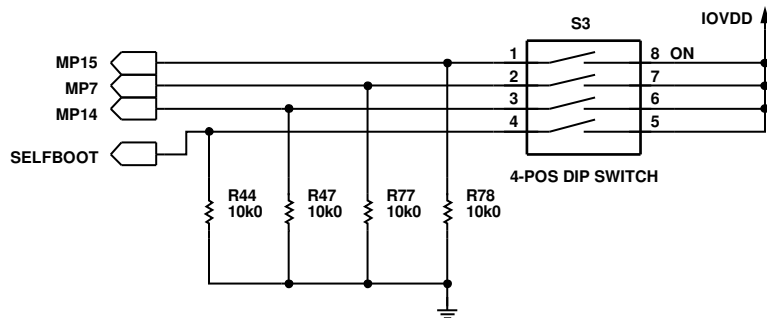 S3
IOVDD
MP15
MP7
MP14
SELFBOOT
1
2
3
4
8 ON
7
6
5
4-POS DIP SWITCH
R44
10k0
R47
10k0
R77
10k0
R78
10k0